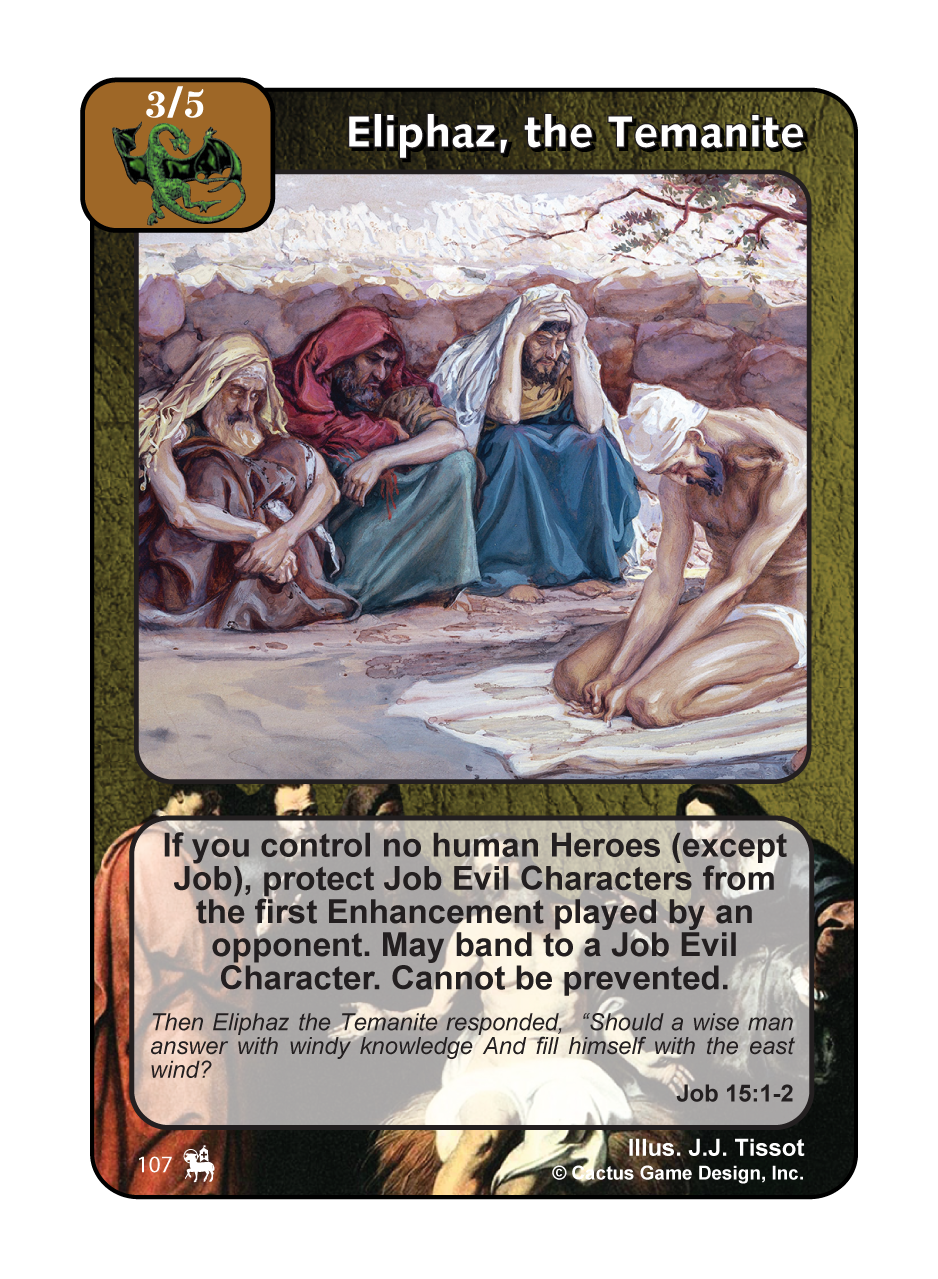 3/5
Eliphaz, the Temanite
If you control no human Heroes (except
Job), protect Job Evil Characters from
the first Enhancement played by an
opponent. May band to a Job Evil
Character. Cannot be prevented.
Then Eliphaz the Temanite responded, “Should a wise man
answer with windy knowledge And fill himself with the east
wind?
Job 15:1-2
Illus. J.J. Tissot
107
© Cactus Game Design, Inc.